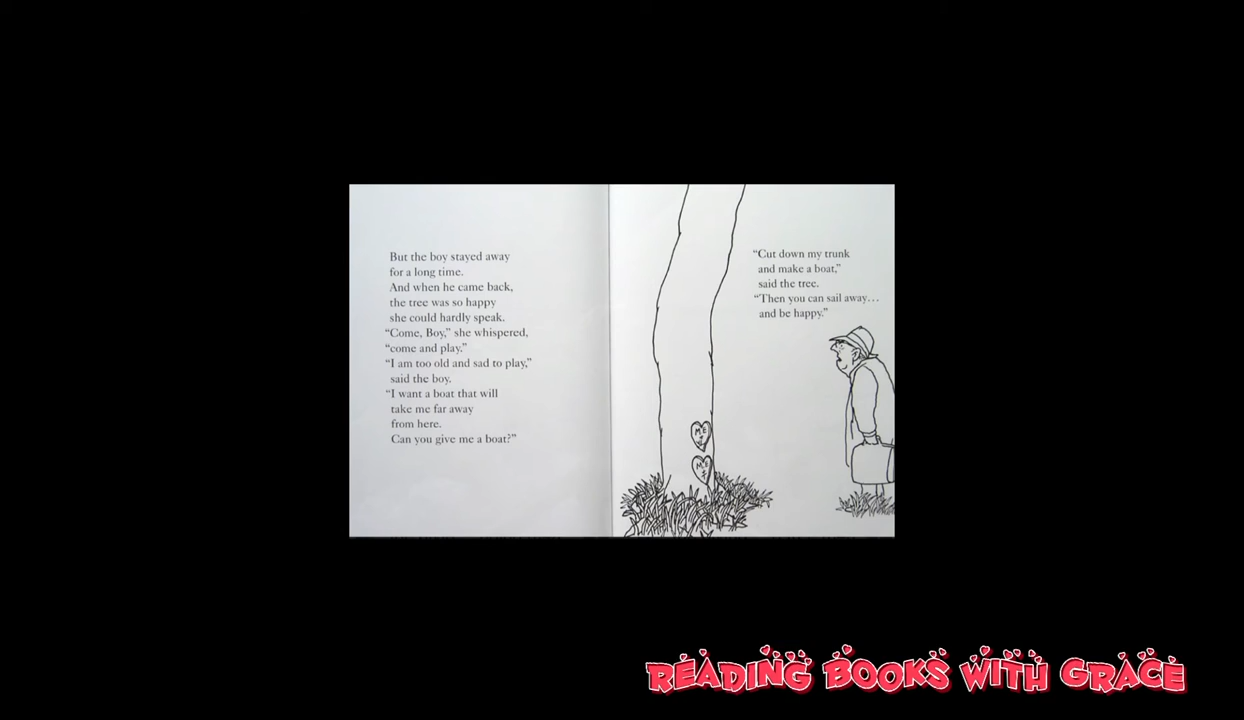 But the boy stayed away
for a long time.
And when he came back,
the tree was so happy
she could hardly speak.
“Come, Boy,” she whispered,
“come and play.”
“I am too old and sad to play,”
said the boy.
“I want a boat that will
take me far away
from here.
Can you give me a boat?”
“Cut down my trunk
and make a boat,”
said the tree.
“Then you can sail away...
and be happy.”
ME
ME
READING BOOKS WITH GRACE